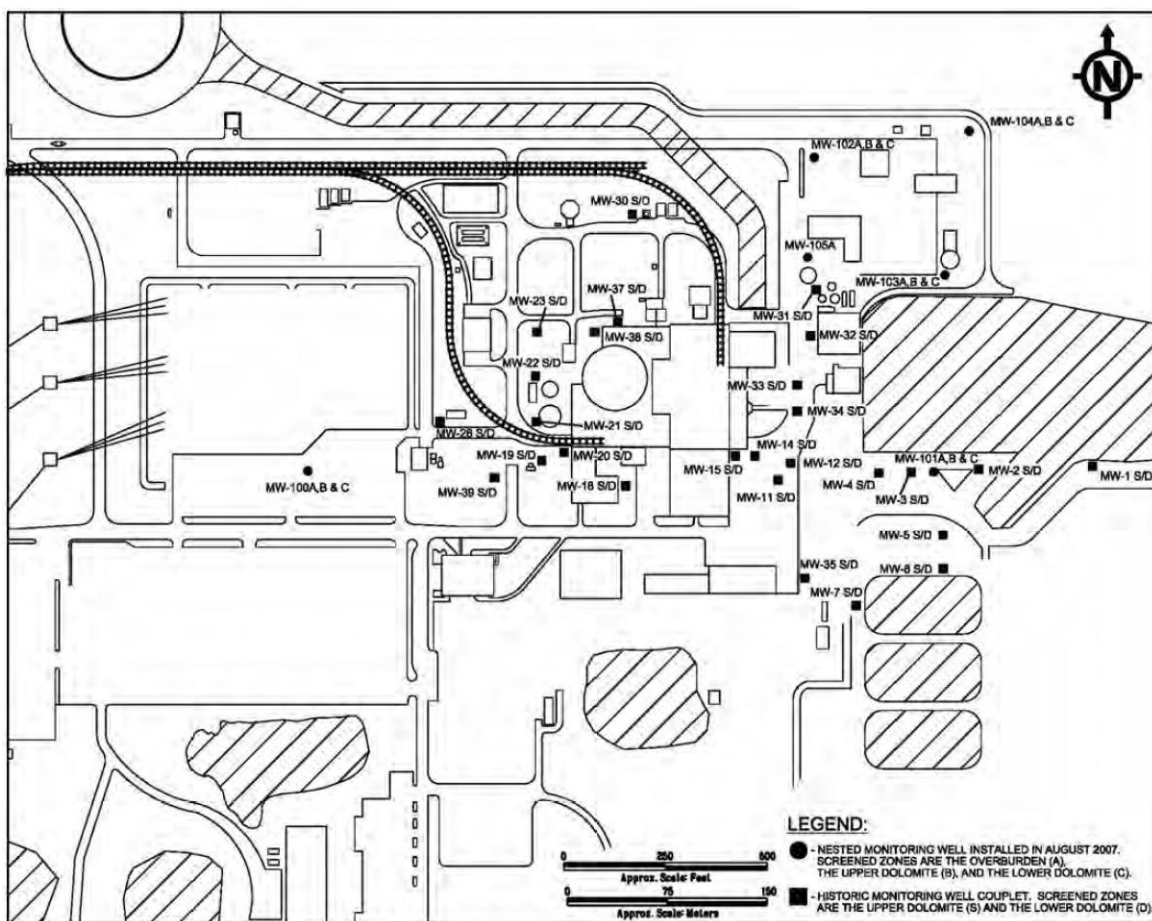 N
MW-104A,B & C
MW-102A,B & C
MW-30 S/D
MW-105A
MW-103A,B & C
MW-37 S/D
MW-23 S/D
MW-31 S/D
MW-38 S/D
MW-32 S/D
MW-22 S/D
MW-33 S/D
MW-34 S/D
MW-21 S/D
MW-28 S/D
MW-14 S/D
MW-20 S/D
MW-19 S/D
MW-15 S/D
MW-12 S/D
MW-101A,B & C
MW-2 S/D
MW-4 S/D
MW-3 S/D
MW-1 S/D
MW-100A,B & C
MW-39 S/D
MW-18 S/D
MW-11 S/D
MW-5 S/D
MW-6 S/D
MW-35 S/D
MW-7 S/D
LEGEND:
- NESTED MONITORING WELL INSTALLED IN AUGUST 2007.
SCREENED ZONES ARE THE OVERBURDEN (A),
THE UPPER DOLOMITE (B), AND THE LOWER DOLOMITE (C).
- HISTORIC MONITORING WELL COUPLET. SCREENED ZONES
ARE THE UPPER DOLOMITE (S) AND THE LOWER DOLOMITE (D)
0 250 500
Approx. Scale: Feet
0 75 150
Approx. Scale: Meters